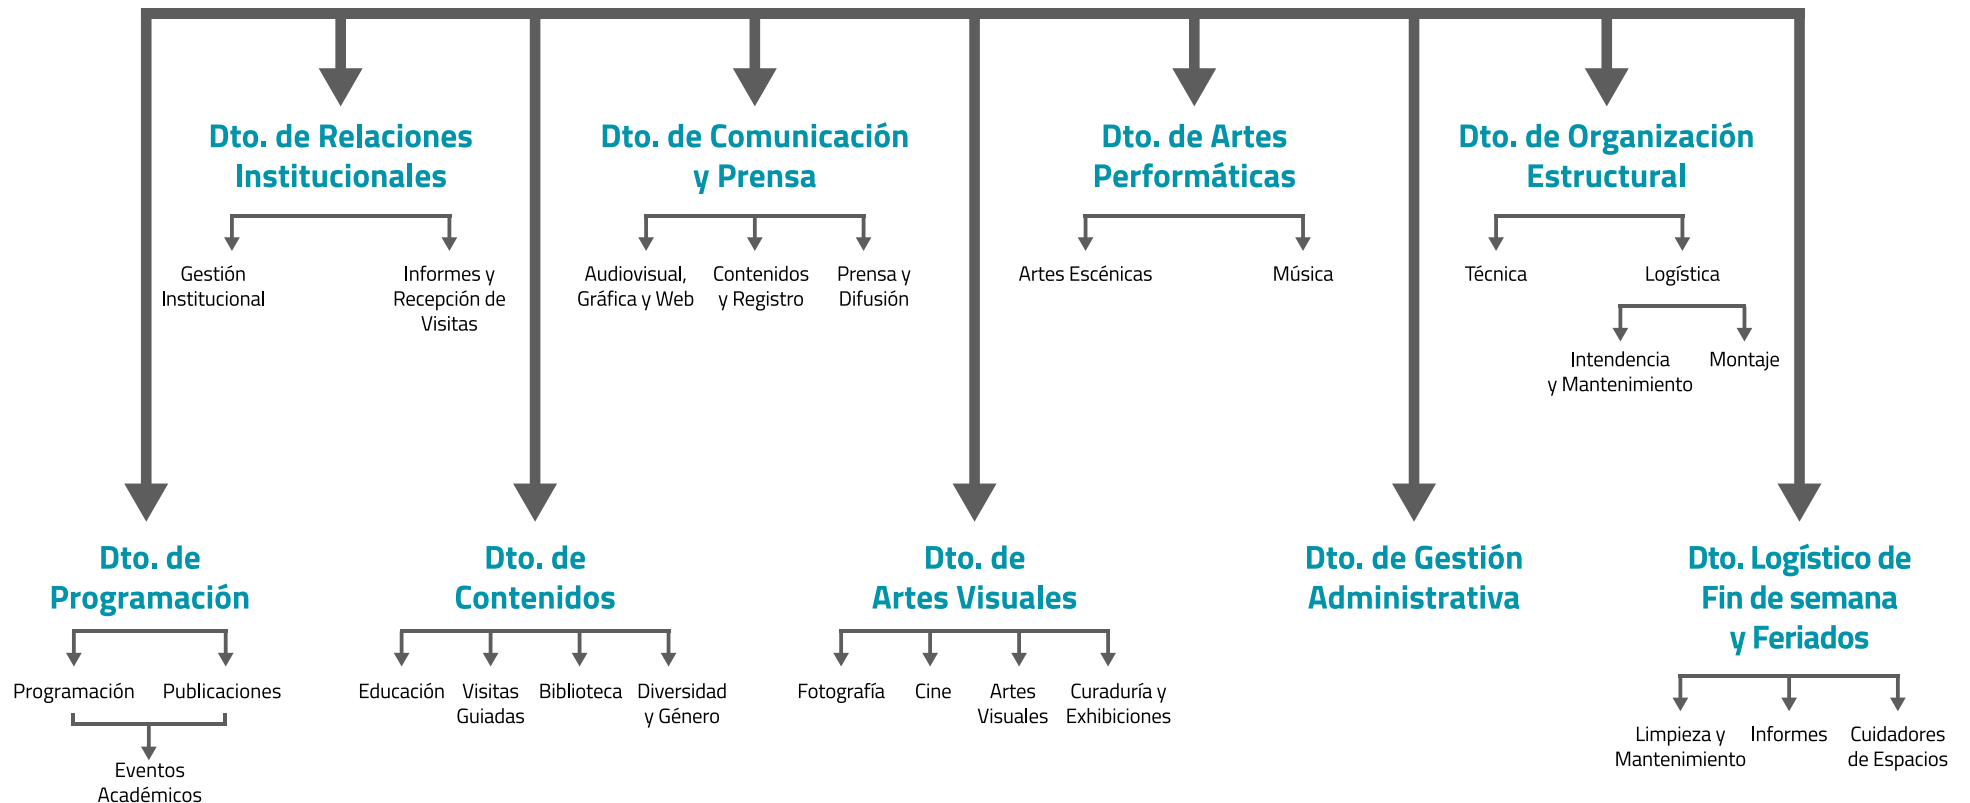 Dto. de Relaciones
Institucionales
Gestión
Institucional
Informes y
Recepción de
Visitas
Dto. de Comunicación
y Prensa
Audiovisual,
Gráfica y Web
Contenidos
y Registro
Prensa y
Difusión
Dto. de Artes
Performáticas
Artes Escénicas
Música
Dto. de Organización
Estructural
Técnica
Logística
Intendencia
y Mantenimiento
Montaje
Dto. de
Programación
Programación
Publicaciones
Eventos
Académicos
Dto. de
Contenidos
Educación
Visitas
Guiadas
Biblioteca
Diversidad
y Género
Dto. de
Artes Visuales
Fotografía
Cine
Artes
Visuales
Curaduría y
Exhibiciones
Dto. de Gestión
Administrativa
Dto. Logístico de
Fin de semana
y Feriados
Limpieza y
Mantenimiento
Informes
Cuidadores
de Espacios